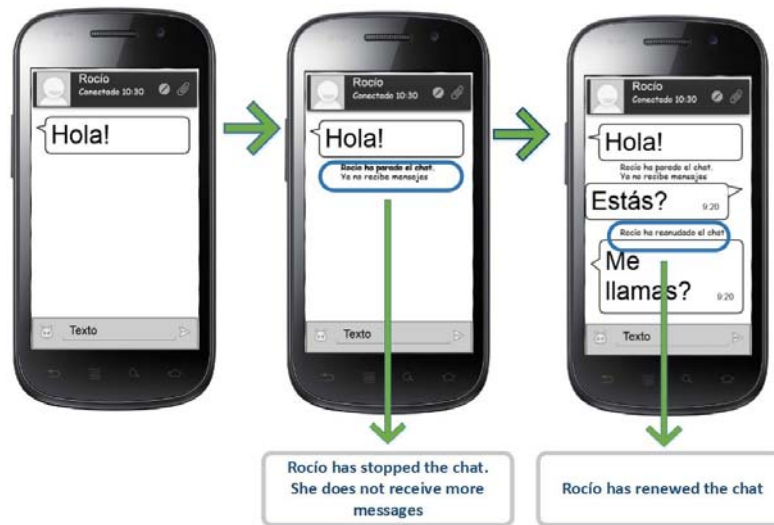 Rocío
Conectado 10:30
Hola!
Texto
Rocío
Conectado 10:30
Hola!
Rocío ha parado el chat.
Ya no recibe mensajes
Texto
Rocío
Conectado 10:30
Hola!
Rocío ha parado el chat.
Ya no recibe mensajes
Estás?
9:20
Rocío ha reanudado el chat
Me
llamas?
9:20
Texto
Rocío has stopped the chat.
She does not receive more
messages
Rocío has renewed the chat